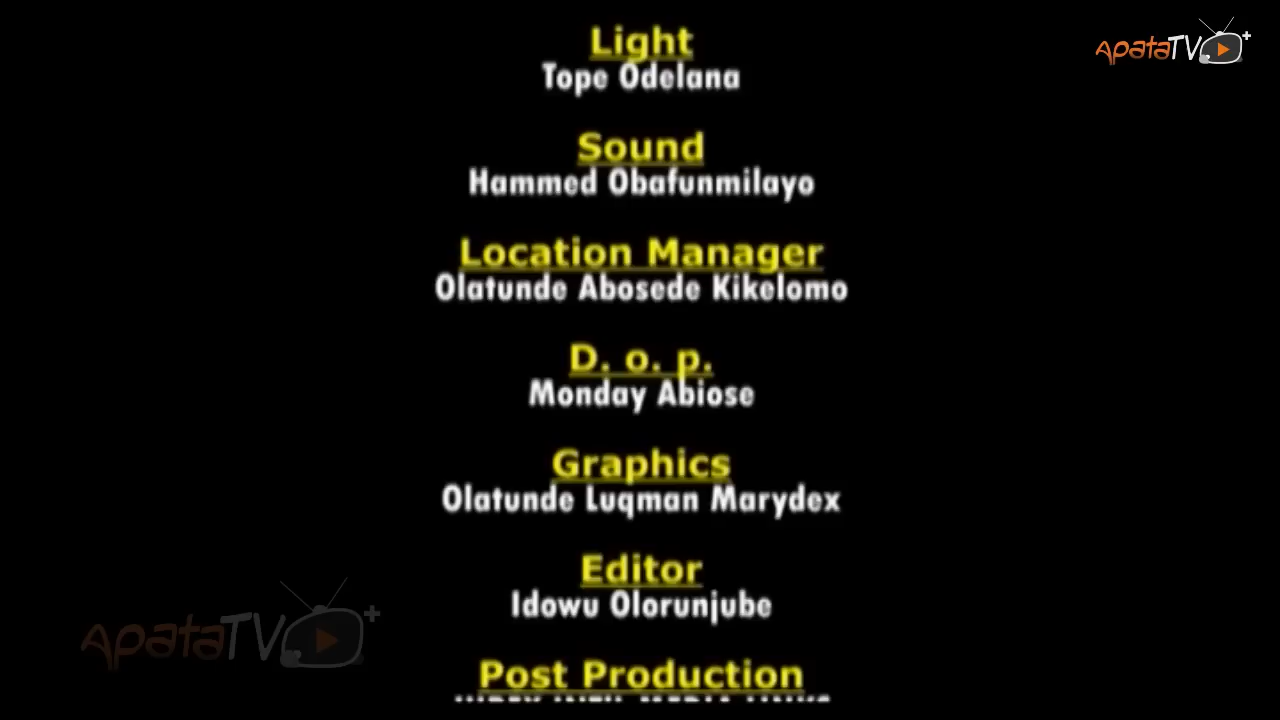 ApataTV+
Light
Tope Odelana
Sound
Hammed Obafunmilayo
Location Manager
Olatunde Abosede Kikelomo
D. o. p.
Monday Abiose
Graphics
Olatunde Luqman Marydex
Editor
Idowu Olorunjube
ApataTV+
Post Production